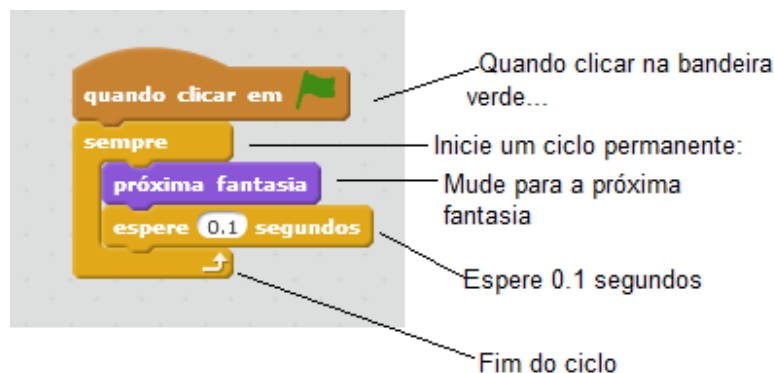 quando clicar em
sempre
próxima fantasia
espere 0.1 segundos
Quando clicar na bandeira
verde...
Inicie um ciclo permanente:
Mude para a próxima
fantasia
Espere 0.1 segundos
Fim do ciclo